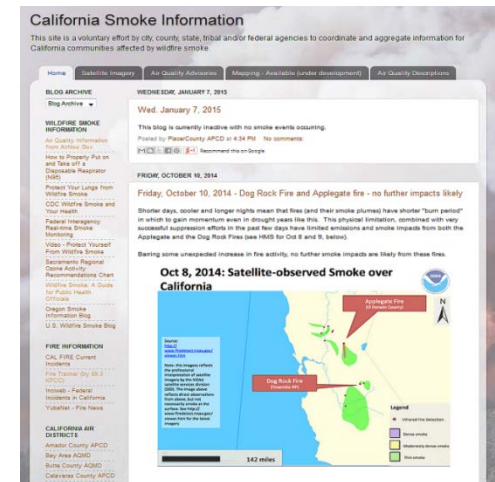 California Smoke Information
This site is a voluntary effort by city, county, state, tribal and/or federal agencies to coordinate and aggregate information for
California communities affected by wildfire smoke.
Home
Satellite Imagery
Air Quality Advisories
Mapping - Available (under development)
Air Quality Descriptions
BLOG ARCHIVE
Blog Archive
WILDFIRE SMOKE
INFORMATION
Air Quality Information
from AirNow Gov
How to Properly Put on
and Take off a
Disposable Respirator
(N95)
Protect Your Lungs from
Wildfire Smoke
CDC Wildfire Smoke and
Your Health
Federal Interagency
Real-time Smoke
Monitoring
Video - Protect Yourself
From Wildfire Smoke
Sacramento Regional
Ozone Activity
Recommendations Chart
Wildfire Smoke: A Guide
for Public Health
Officials
Oregon Smoke
Information Blog
U.S. Wildfire Smoke Blog
FIRE INFORMATION
CAL FIRE Current
Incidents
Fire Tracker (by 89.3
KPCC)
Inciweb - Federal
Incidents in California
YubaNet - Fire News
CALIFORNIA AIR
DISTRICTS
Amador County APCD
Bay Area AQMD
Butte County AQMD
Calaveras County APCD
WEDNESDAY, JANUARY 7, 2015
Wed. January 7, 2015
This blog is currently inactive with no smoke events occurring.
Posted by PlacerCounty APCD at 4:34 PM No comments:
Recommend this on Google
FRIDAY, OCTOBER 10, 2014
Friday, October 10, 2014 - Dog Rock Fire and Applegate fire - no further impacts likely
Shorter days, cooler and longer nights mean that fires (and their smoke plumes) have shorter "burn period"
in which to gain momentum even in drought years like this. This physical limitation, combined with very
successful suppression efforts in the past few days have limited emissions and smoke impacts from both the
Applegate and the Dog Rock Fires (see HMS for Oct 8 and 9, below).
Barring some unexpected increase in fire activity, no further smoke impacts are likely from these fires.
Oct 8, 2014: Satellite-observed Smoke over
California
Applegate Fire
N
Dog Rock Fire
Source:
Legend
Infrared fire detection
Dense smoke
Moderately dense smoke
Thin smoke
142 miles